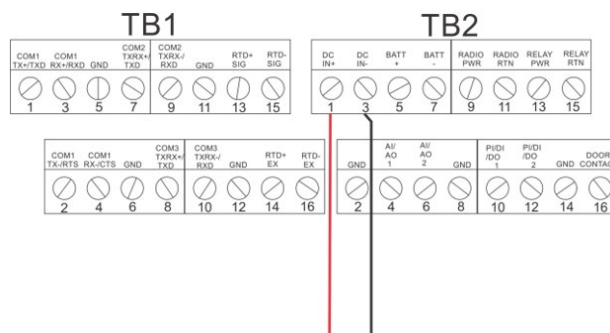 TB1 TB2
COM1 TX+/TXD COM1 RX+/RXD GND COM2 TXRX+/ TXD COM2 TXRX-/ RXD GND RTD+ SIG RTD- SIG
1 3 5 7 9 11 13 15
DC IN+ DC IN- BATT + BATT - RADIO PWR RADIO RTN RELAY PWR RELAY RTN
1 3 5 7 9 11 13 15
COM1 TX-/RTS COM1 RX-/CTS GND COM3 TXRX+/ TXD COM3 TXRX-/ RXD GND RTD+ EX RTD- EX
2 4 6 8 10 12 14 16
GND AI/ AO 1 AI/ AO 2 GND PI/DI /DO 1 PI/DI /DO 2 GND DOOR CONTAC
2 4 6 8 10 12 14 16